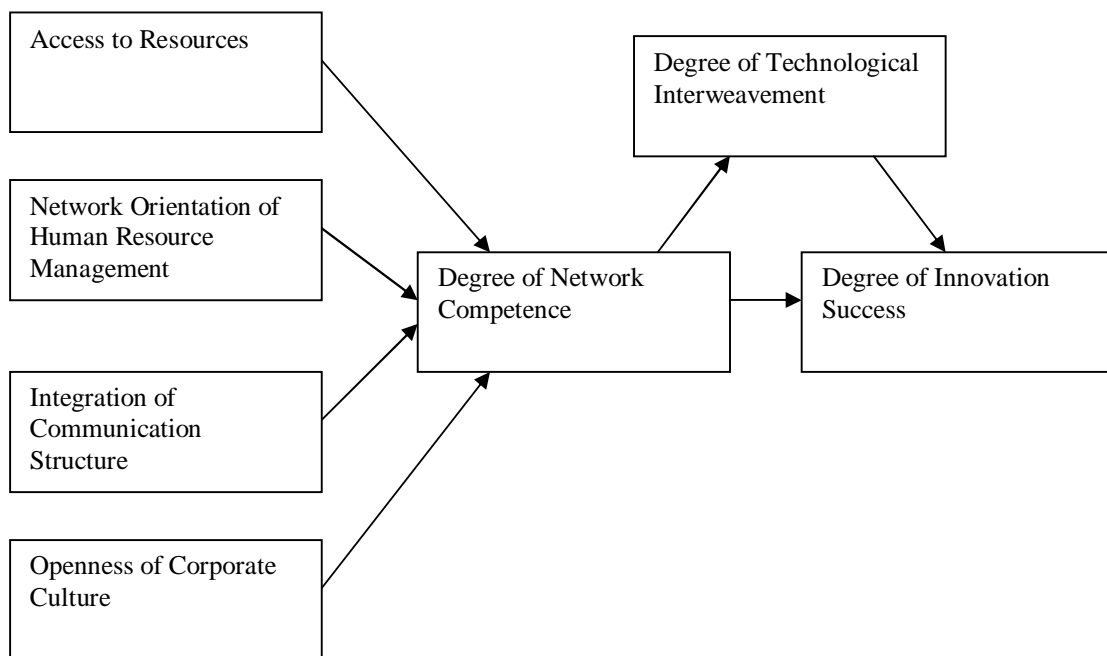 Access to Resources
Degree of Technological
Interweavement
Network Orientation of
Human Resource
Management
Degree of Network
Competence
Degree of Innovation
Success
Integration of
Communication
Structure
Openness of Corporate
Culture